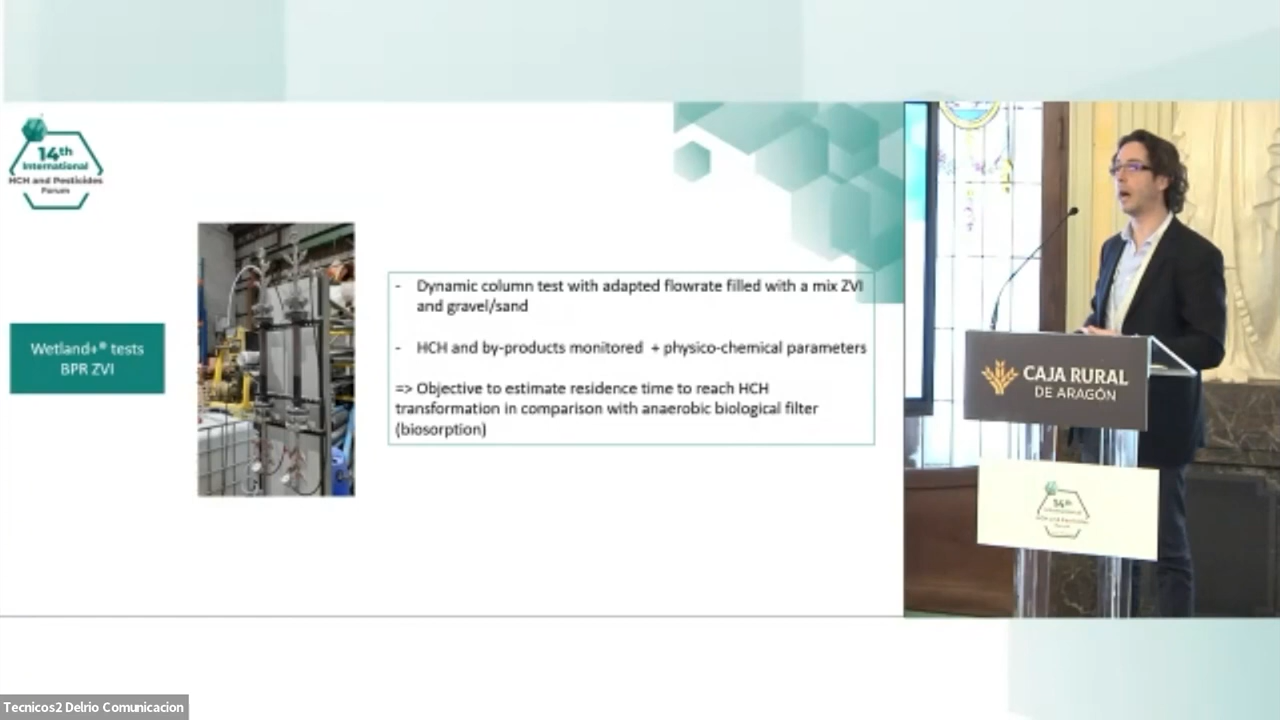 14th
International
HCH and Pesticides
Forum
Wetland+® tests
BPR ZVI
- Dynamic column test with adapted flowrate filled with a mix ZVI
and gravel/sand
- HCH and by-products monitored + physico-chemical parameters
=> Objective to estimate residence time to reach HCH
transformation in comparison with anaerobic biological filter
(biosorption)
CAJA RURAL
DE ARAGÓN
14th
Tecnicos2 Delrio Comunicacion